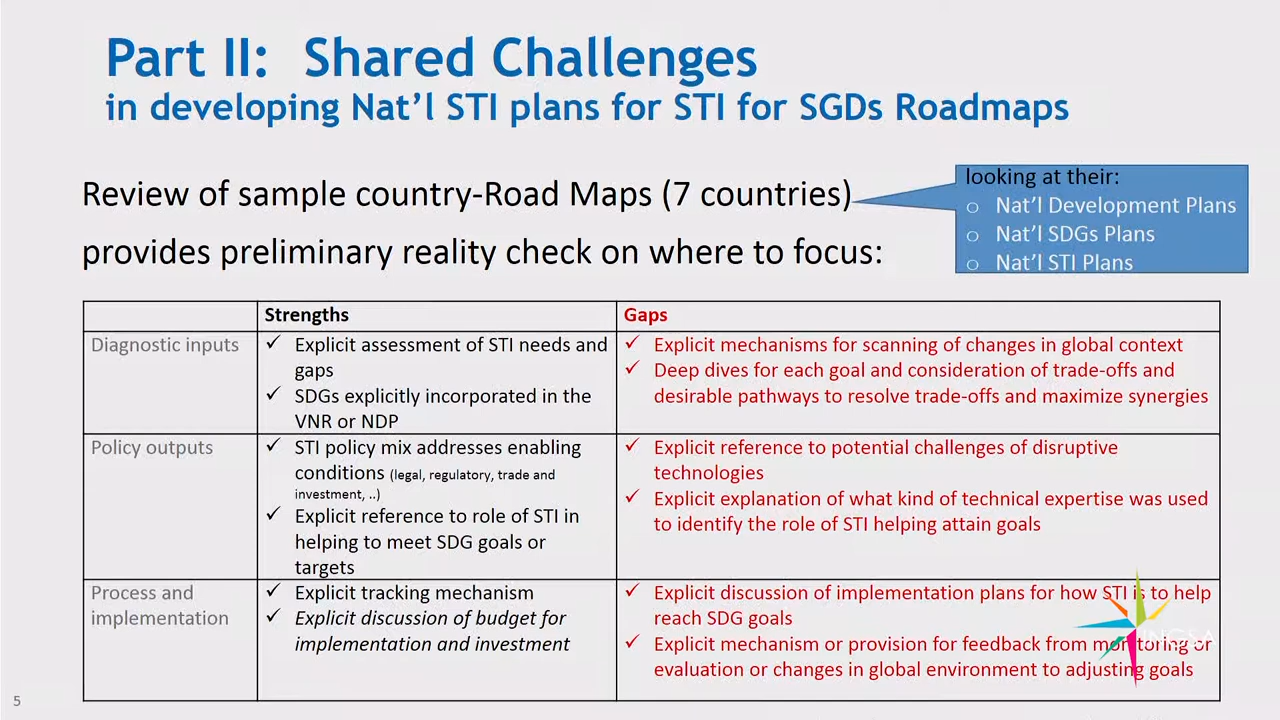 Part II: Shared Challenges
in developing Nat'l STI plans for STI for SGDs Roadmaps
Review of sample country-Road Maps (7 countries)
provides preliminary reality check on where to focus:
looking at their:
o Nat'l Development Plans
o Nat'l SDGs Plans
o Nat'l STI Plans
Strengths
Gaps
Diagnostic inputs
✓ Explicit assessment of STI needs and
gaps
✓ SDGs explicitly incorporated in the
VNR or NDP
✓ Explicit mechanisms for scanning of changes in global context
✓ Deep dives for each goal and consideration of trade-offs and
desirable pathways to resolve trade-offs and maximize synergies
Policy outputs
✓ STI policy mix addresses enabling
conditions (legal, regulatory, trade and
investment, ..)
✓ Explicit reference to role of STI in
helping to meet SDG goals or
targets
✓ Explicit reference to potential challenges of disruptive
technologies
✓ Explicit explanation of what kind of technical expertise was used
to identify the role of STI helping attain goals
Process and
implementation
✓ Explicit tracking mechanism
✓ Explicit discussion of budget for
implementation and investment
✓ Explicit discussion of implementation plans for how STI is to help
reach SDG goals
✓ Explicit mechanism or provision for feedback from monitoring or
evaluation or changes in global environment to adjusting goals
INGSA
5